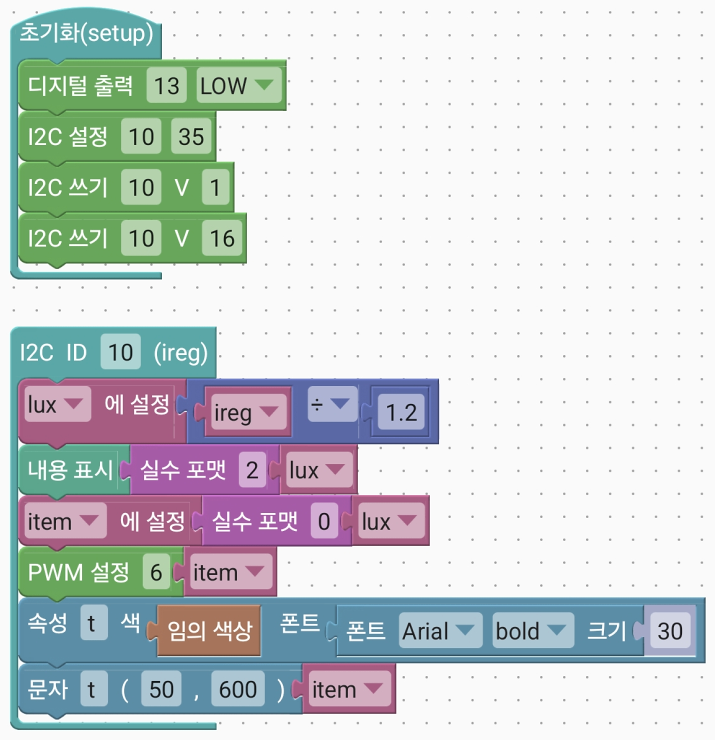 초기화(setup)
디지털 출력 13 LOW
I2C 설정 10 35
I2C 쓰기 10 V 1
I2C 쓰기 10 V 16
I2C ID 10 (ireg)
lux 에 설정 ireg ÷ 1.2
내용 표시 실수 포맷 2 lux
item 에 설정 실수 포맷 0 lux
PWM 설정 6 item
속성 t 색 임의 색상 폰트 폰트 Arial bold 크기 30
문자 t ( 50 , 600 ) item